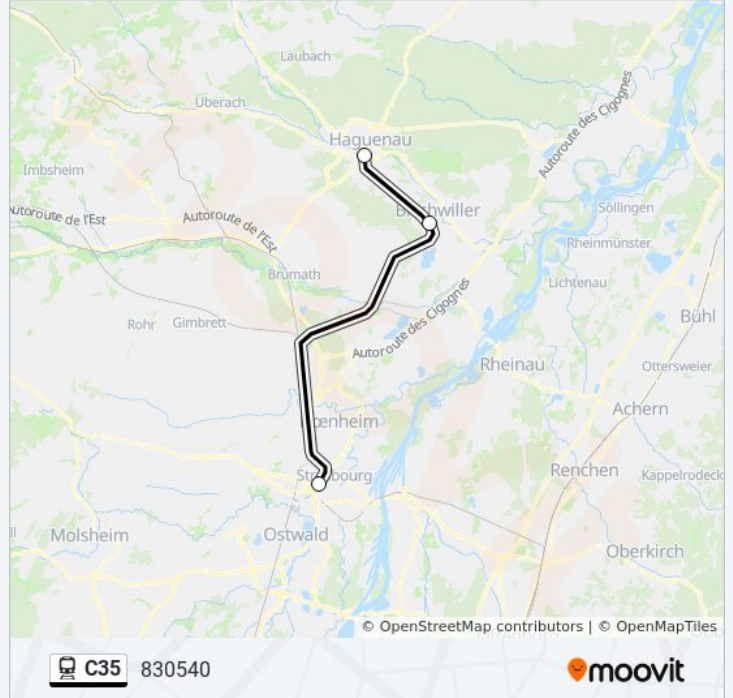 Laubach
Uberach
Haguenau
Autoroute des Cigognes
Imbsheim
Autoroute de l'Est
Autoroute de l'Est
Söllingen
Rheinmünster
Brumath
Lichtenau
Rohr
Gimbrett
Bühl
Autoroute des Cigognes
Rheinau
Ottersweier
Achern
Renchen
Kappelrodeck
Molsheim
Ostwald
Oberkirch
© OpenStreetMap contributors | © OpenMapTiles
C35 830540
moovit